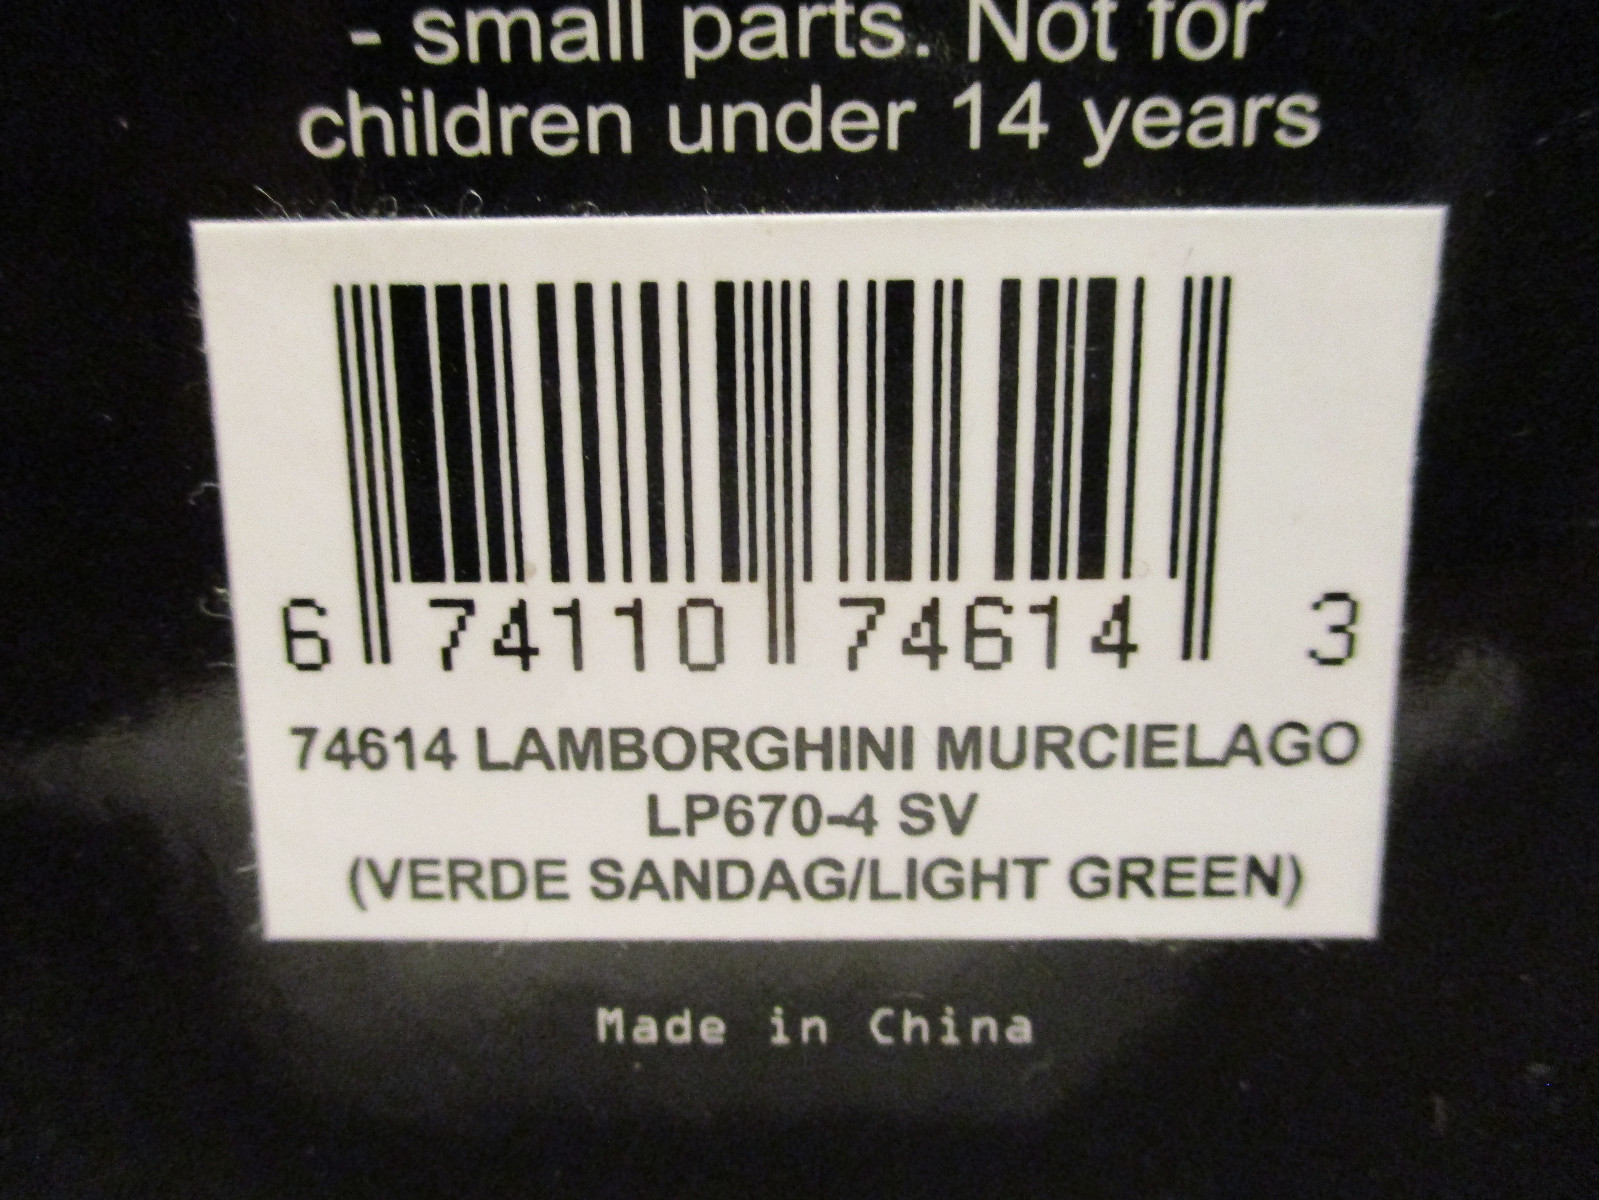 - small parts. Not for
children under 14 years
6 74110 74614 3
74614 LAMBORGHINI MURCIELAGO
LP670-4 SV
(VERDE SANDAG/LIGHT GREEN)
Made in China